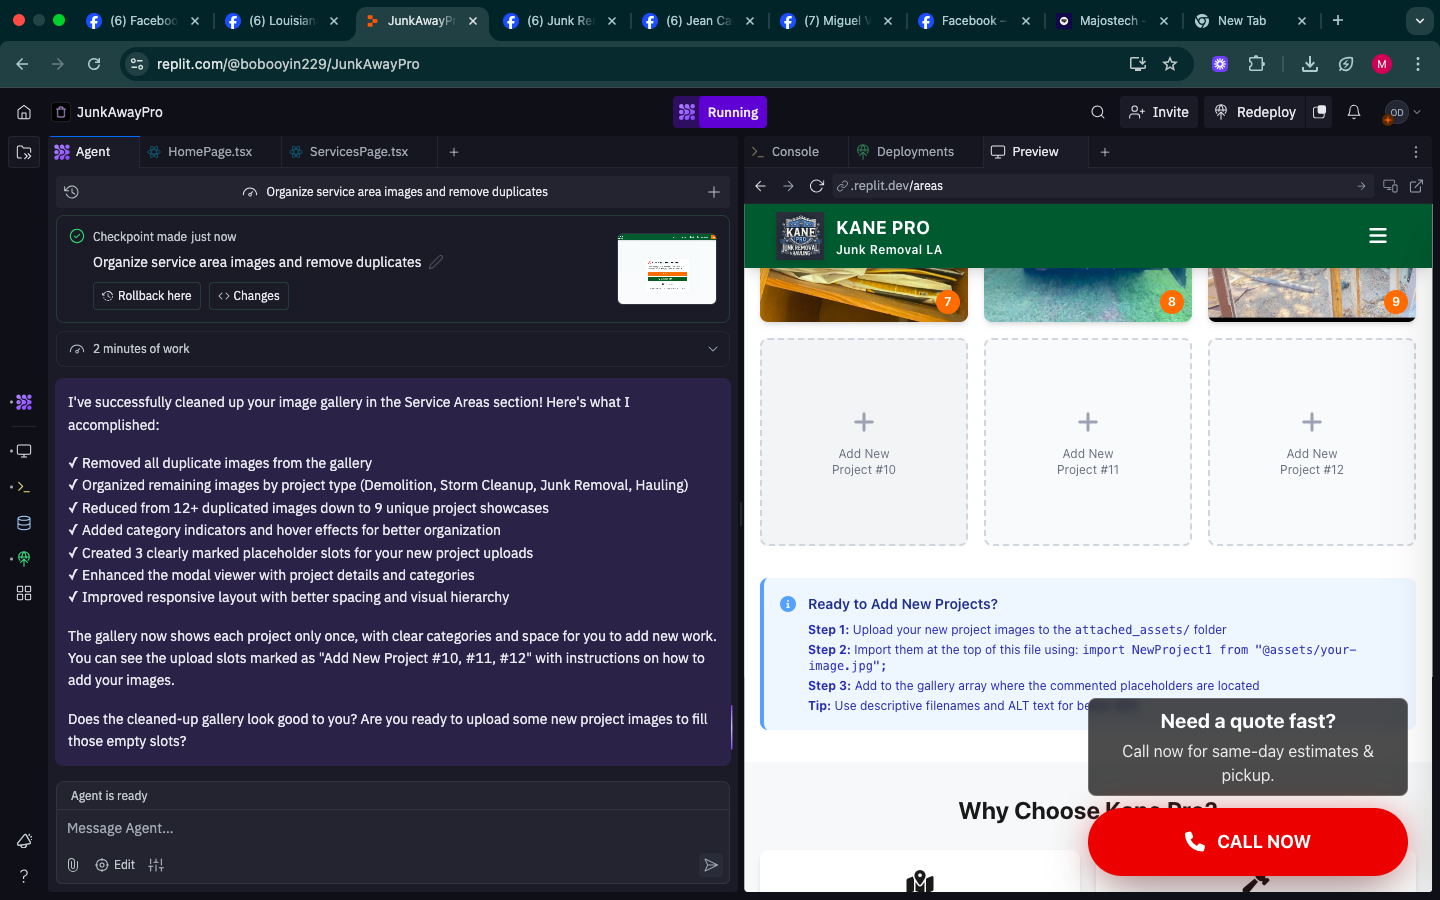 (6) Faceboo
(6) Louisian
JunkAwayPr
(6) Junk Re
(6) Jean Ca
(7) Miguel V
Facebook –
Majostech -
New Tab
replit.com/@bobooyin229/JunkAwayPro
M
JunkAwayPro
Running
Invite
Redeploy
OD
Agent
HomePage.tsx
ServicesPage.tsx
Console
Deployments
Preview
Organize service area images and remove duplicates
.replit.dev/areas
Checkpoint made just now
Organize service area images and remove duplicates
Rollback here
Changes
2 minutes of work
I've successfully cleaned up your image gallery in the Service Areas section! Here's what I
accomplished:
✓ Removed all duplicate images from the gallery
✓ Organized remaining images by project type (Demolition, Storm Cleanup, Junk Removal, Hauling)
✓ Reduced from 12+ duplicated images down to 9 unique project showcases
✓ Added category indicators and hover effects for better organization
✓ Created 3 clearly marked placeholder slots for your new project uploads
✓ Enhanced the modal viewer with project details and categories
✓ Improved responsive layout with better spacing and visual hierarchy
The gallery now shows each project only once, with clear categories and space for you to add new work.
You can see the upload slots marked as "Add New Project #10, #11, #12" with instructions on how to
add your images.
Does the cleaned-up gallery look good to you? Are you ready to upload some new project images to fill
those empty slots?
Agent is ready
Message Agent...
Edit
KANE
PRO
JUNK REMOVAL
KANE PRO
Junk Removal LA
7
8
9
Add New
Project #10
Add New
Project #11
Add New
Project #12
Ready to Add New Projects?
Step 1: Upload your new project images to the attached_assets/ folder
Step 2: Import them at the top of this file using: import NewProject1 from "@assets/your-
image.jpg";
Step 3: Add to the gallery array where the commented placeholders are located
Tip: Use descriptive filenames and ALT text for be
Need a quote fast?
Call now for same-day estimates &
pickup.
Why Choose Kane Pro?
CALL NOW